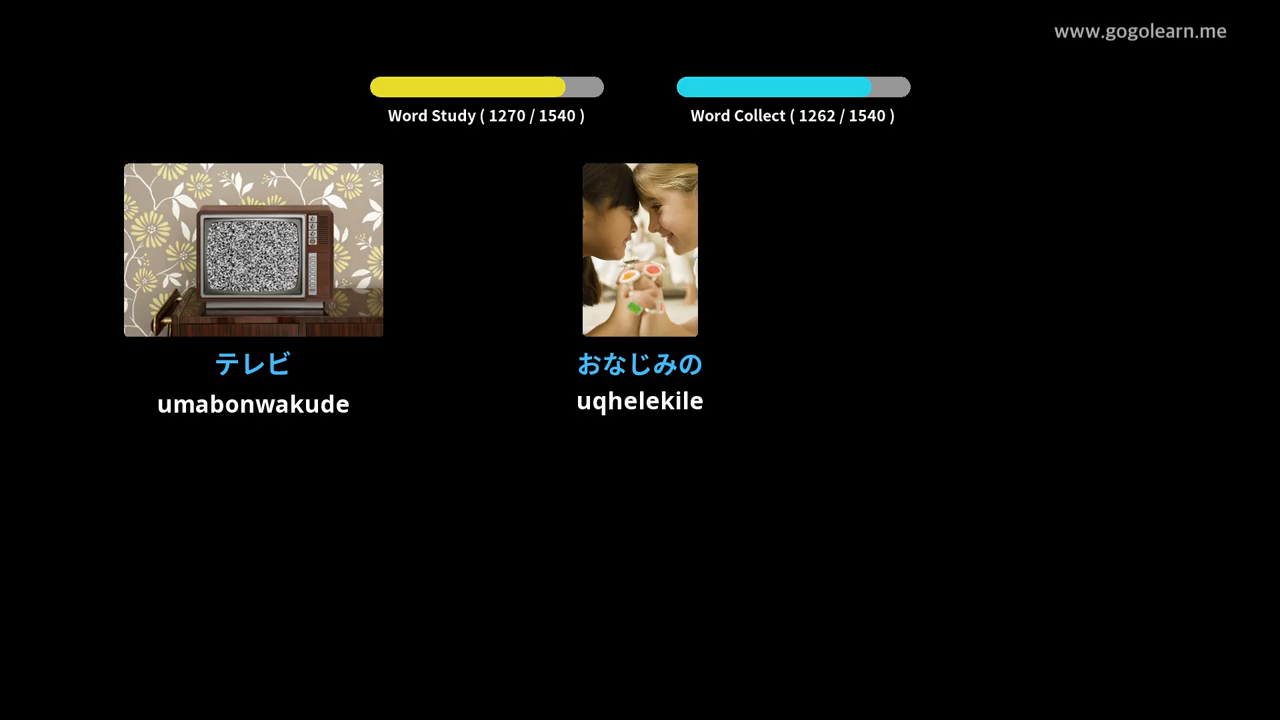 www.gogolearn.me
Word Study ( 1270 / 1540 )
Word Collect ( 1262 / 1540 )
テレビ
umabonwakude
おなじみの
uqhelekile